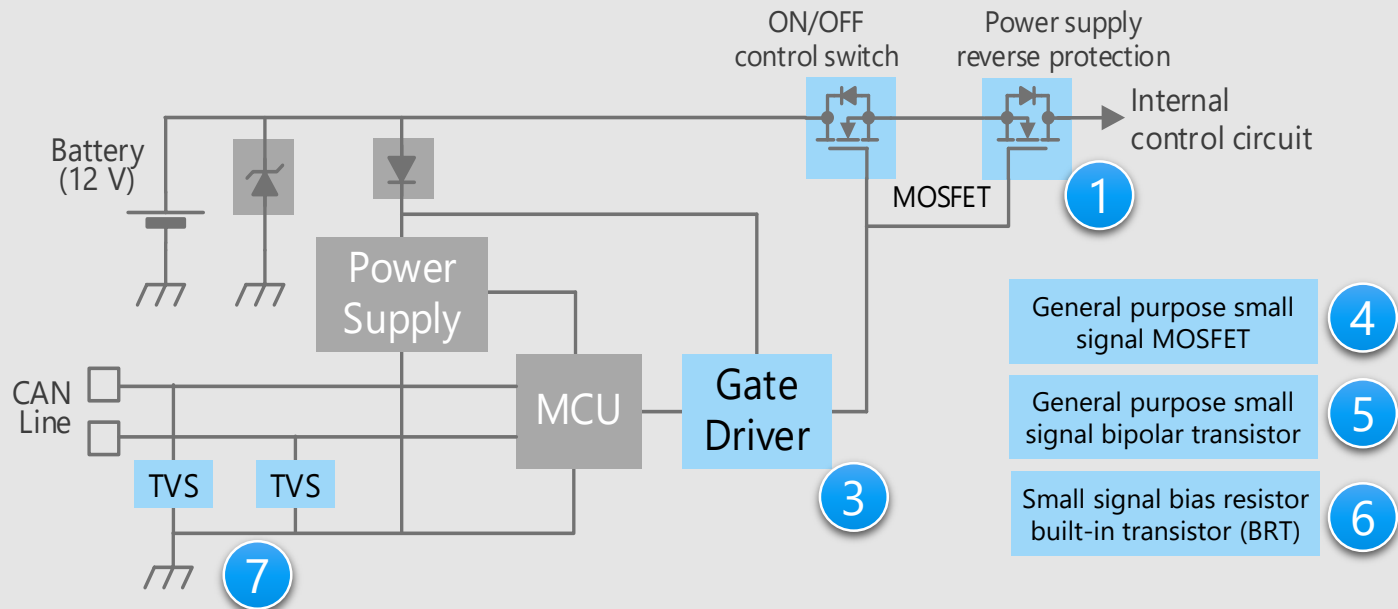 ON/OFF
control switch
Power supply
reverse protection
Internal
control circuit
Battery
(12 V)
MOSFET
1
Power
Supply
General purpose small
signal MOSFET
4
CAN
Line
MCU
Gate
Driver
General purpose small
signal bipolar transistor
5
TVS
TVS
3
Small signal bias resistor
built-in transistor (BRT)
6
7